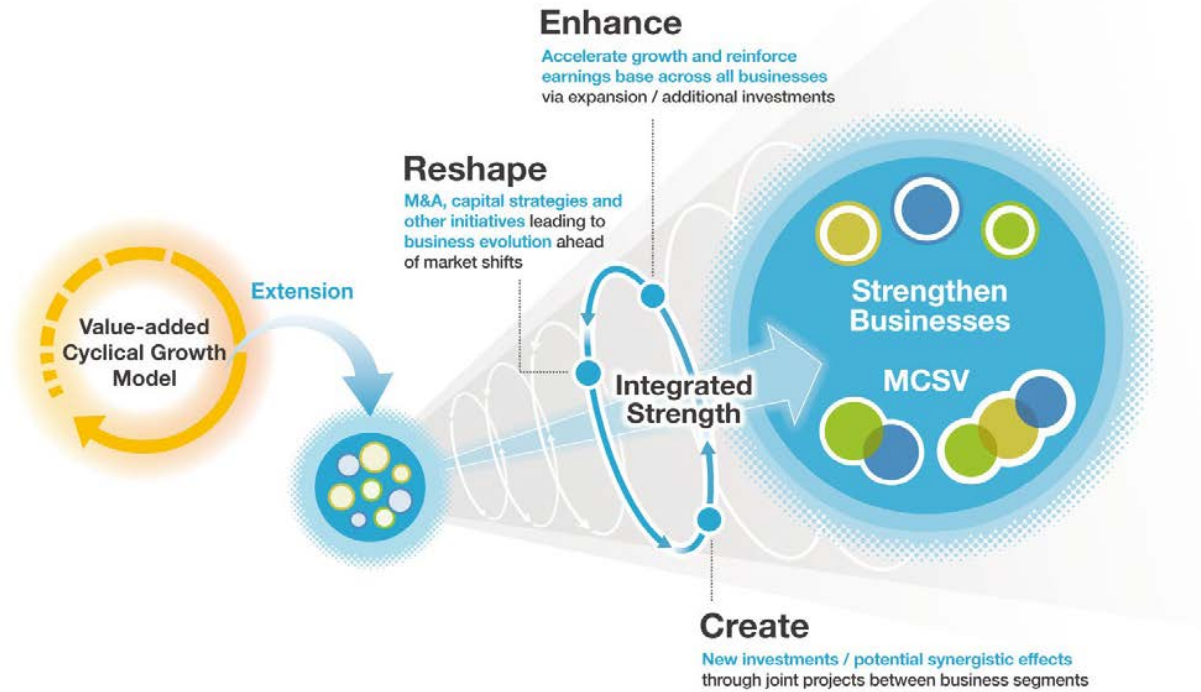 Enhance
Accelerate growth and reinforce
earnings base across all businesses
via expansion / additional investments
Reshape
M&A, capital strategies and
other initiatives leading to
business evolution ahead
of market shifts
Extension
Value-added
Cyclical Growth
Model
Integrated
Strength
Strengthen
Businesses
MCSV
Create
New investments / potential synergistic effects
through joint projects between business segments